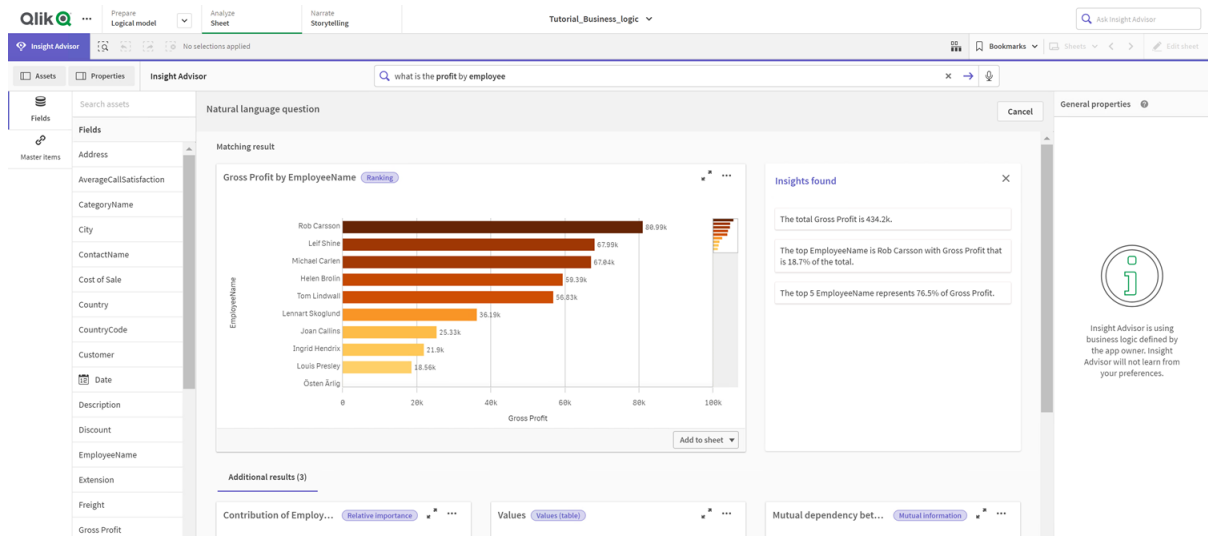 Qlik
Prepare
Logical model
Analyze
Sheet
Narrate
Storytelling
Tutorial_Business_logic
Ask Insight Advisor
Insight Advisor
No selections applied
Bookmarks
Sheets
Edit sheet
Assets
Properties
Insight Advisor
what is the profit by employee
Fields
Master items
Search assets
Fields
Address
AverageCallSatisfaction
CategoryName
City
ContactName
Cost of Sale
Country
CountryCode
Customer
Date
Description
Discount
EmployeeName
Extension
Freight
Gross Profit
Natural language question
Cancel
Matching result
Gross Profit by EmployeeName Ranking
EmployeeName
Rob Carsson 80.99k
Leif Shine 67.99k
Michael Carlen 67.04k
Helen Brolin 59.39k
Tom Lindwall 56.83k
Lennart Skoglund 36.19k
Joan Callins 25.33k
Ingrid Hendrix 21.9k
Louis Presley 18.56k
Östen Ärlig
0 20k 40k 60k 80k 100k
Gross Profit
Add to sheet
Insights found
The total Gross Profit is 434.2k.
The top EmployeeName is Rob Carsson with Gross Profit that
is 18.7% of the total.
The top 5 EmployeeName represents 76.5% of Gross Profit.
Additional results (3)
Contribution of Employ... Relative importance
Values Values (table)
Mutual dependency bet... Mutual information
General properties
Insight Advisor is using
business logic defined by
the app owner. Insight
Advisor will not learn from
your preferences.